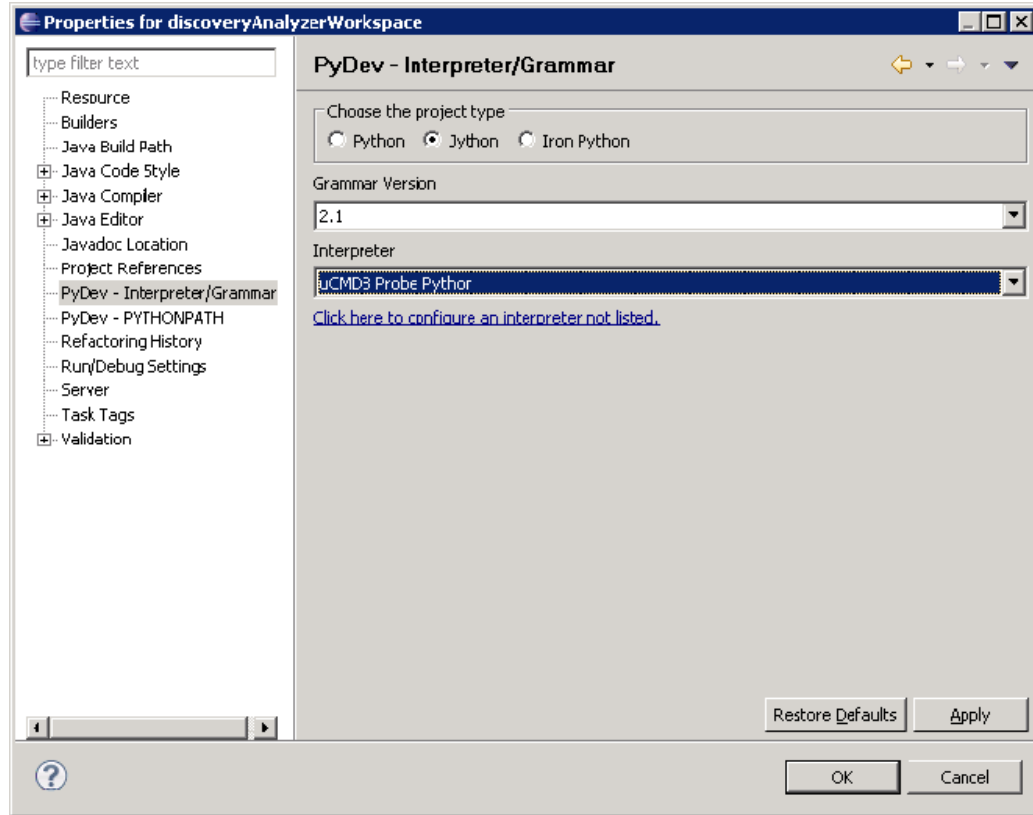 Properties for discoveryAnalyzerWorkspace
type filter text
Resource
Builders
Java Build Path
Java Code Style
Java Compiler
Java Editor
Javadoc Location
Project References
PyDev - Interpreter/Grammar
PyDev - PYTHONPATH
Refactoring History
Run/Debug Settings
Server
Task Tags
Validation
PyDev - Interpreter/Grammar
Choose the project type
Python Jython Iron Python
Grammar Version
2.1
Interpreter
uCMDB Probe Python
Click here to configure an interpreter not listed.
Restore Defaults Apply
OK Cancel